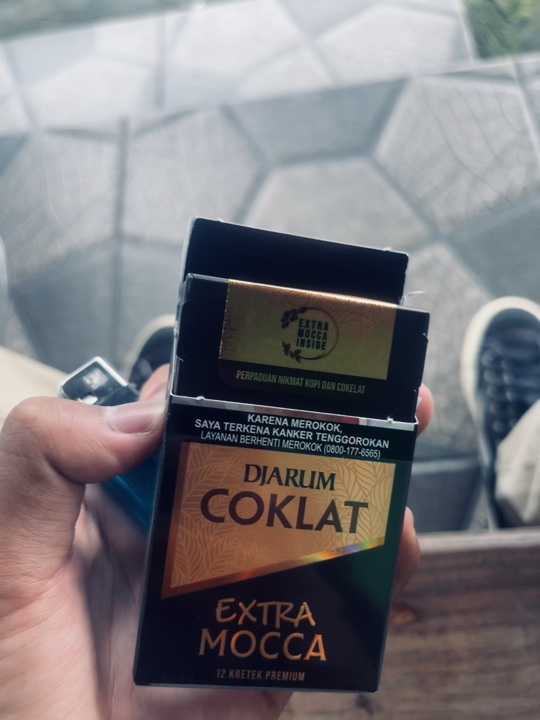 EXTRA
MOCCA
INSIDE
PERPADUAN NIKMAT KOPI DAN COKELAT
KARENA MEROKOK,
SAYA TERKENA KANKER TENGGOROKAN
LAYANAN BERHENTI MEROKOK (0800-177-6565)
DJARUM
COKLAT
EXTRA
MOCCA
12 KRETEK PREMIUM